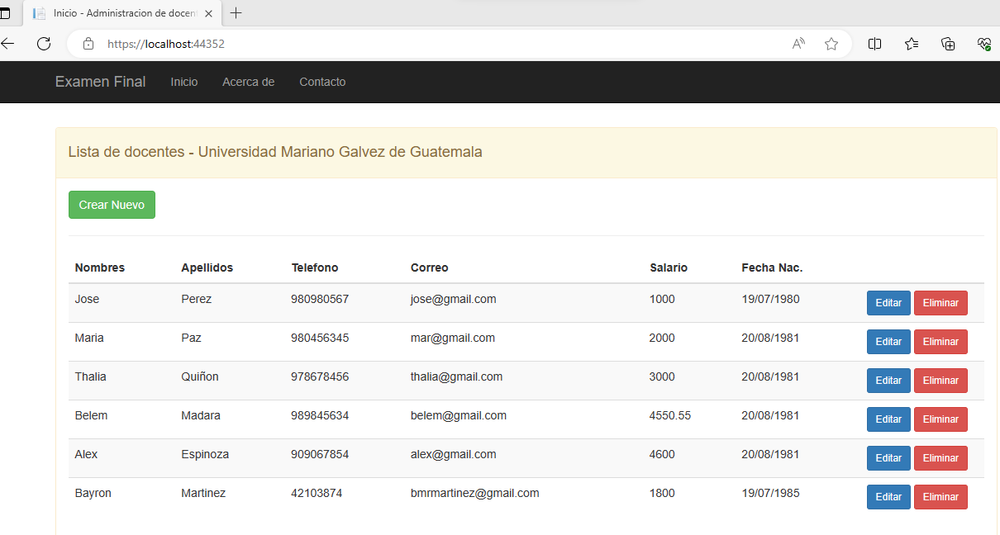 Inicio - Administracion de docen
https://localhost:44352
Examen Final Inicio Acerca de Contacto
Lista de docentes - Universidad Mariano Galvez de Guatemala
Crear Nuevo
Nombres Apellidos Telefono Correo Salario Fecha Nac.
Jose Perez 980980567 jose@gmail.com 1000 19/07/1980 Editar Eliminar
Maria Paz 980456345 mar@gmail.com 2000 20/08/1981 Editar Eliminar
Thalia Quiñon 978678456 thalia@gmail.com 3000 20/08/1981 Editar Eliminar
Belem Madara 989845634 belem@gmail.com 4550.55 20/08/1981 Editar Eliminar
Alex Espinoza 909067854 alex@gmail.com 4600 20/08/1981 Editar Eliminar
Bayron Martinez 42103874 bmrmartinez@gmail.com 1800 19/07/1985 Editar Eliminar